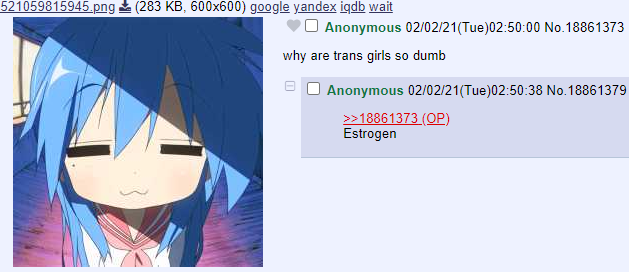 521059815945.png (283 KB, 600x600) google yandex iqdb wait
Anonymous 02/02/21(Tue)02:50:00 No.18861373
why are trans girls so dumb
Anonymous 02/02/21(Tue)02:50:38 No.18861379
>>18861373 (OP)
Estrogen